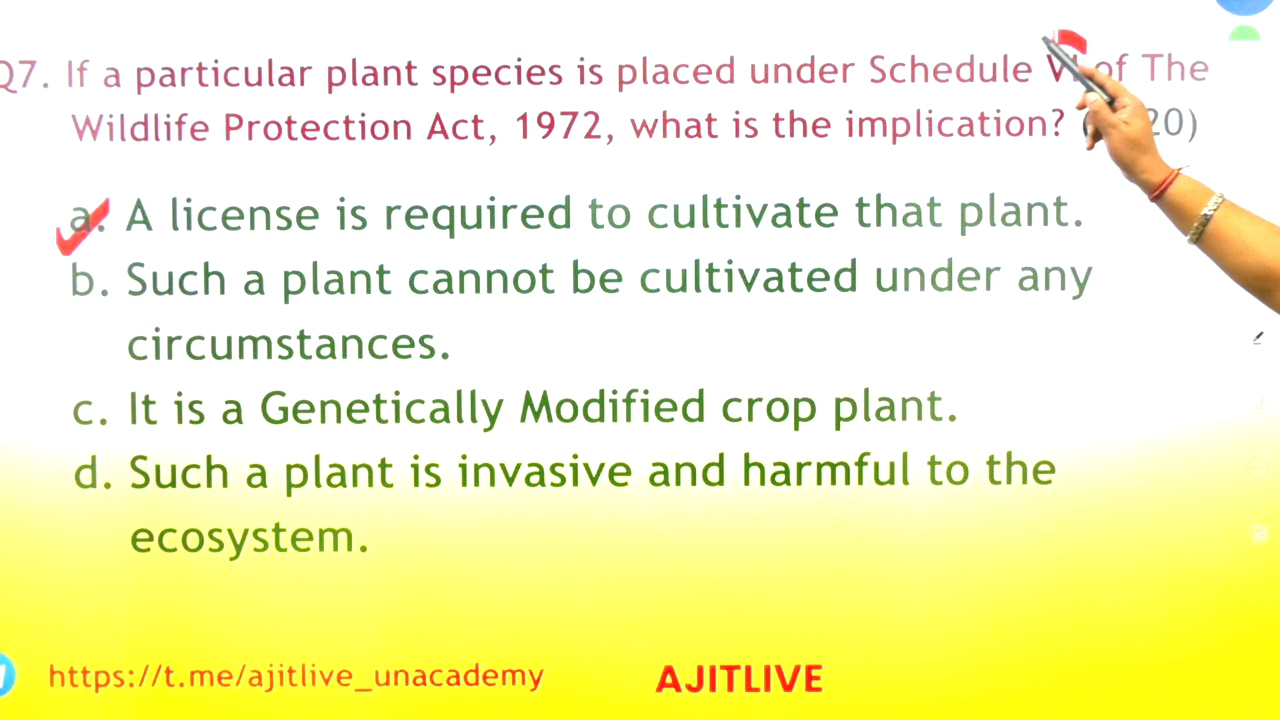 Q7. If a particular plant species is placed under Schedule VI of The
Wildlife Protection Act, 1972, what is the implication?
a. A license is required to cultivate that plant.
b. Such a plant cannot be cultivated under any
circumstances.
c. It is a Genetically Modified crop plant.
d. Such a plant is invasive and harmful to the
ecosystem.
https://t.me/ajitlive_unacademy
AJITLIVE